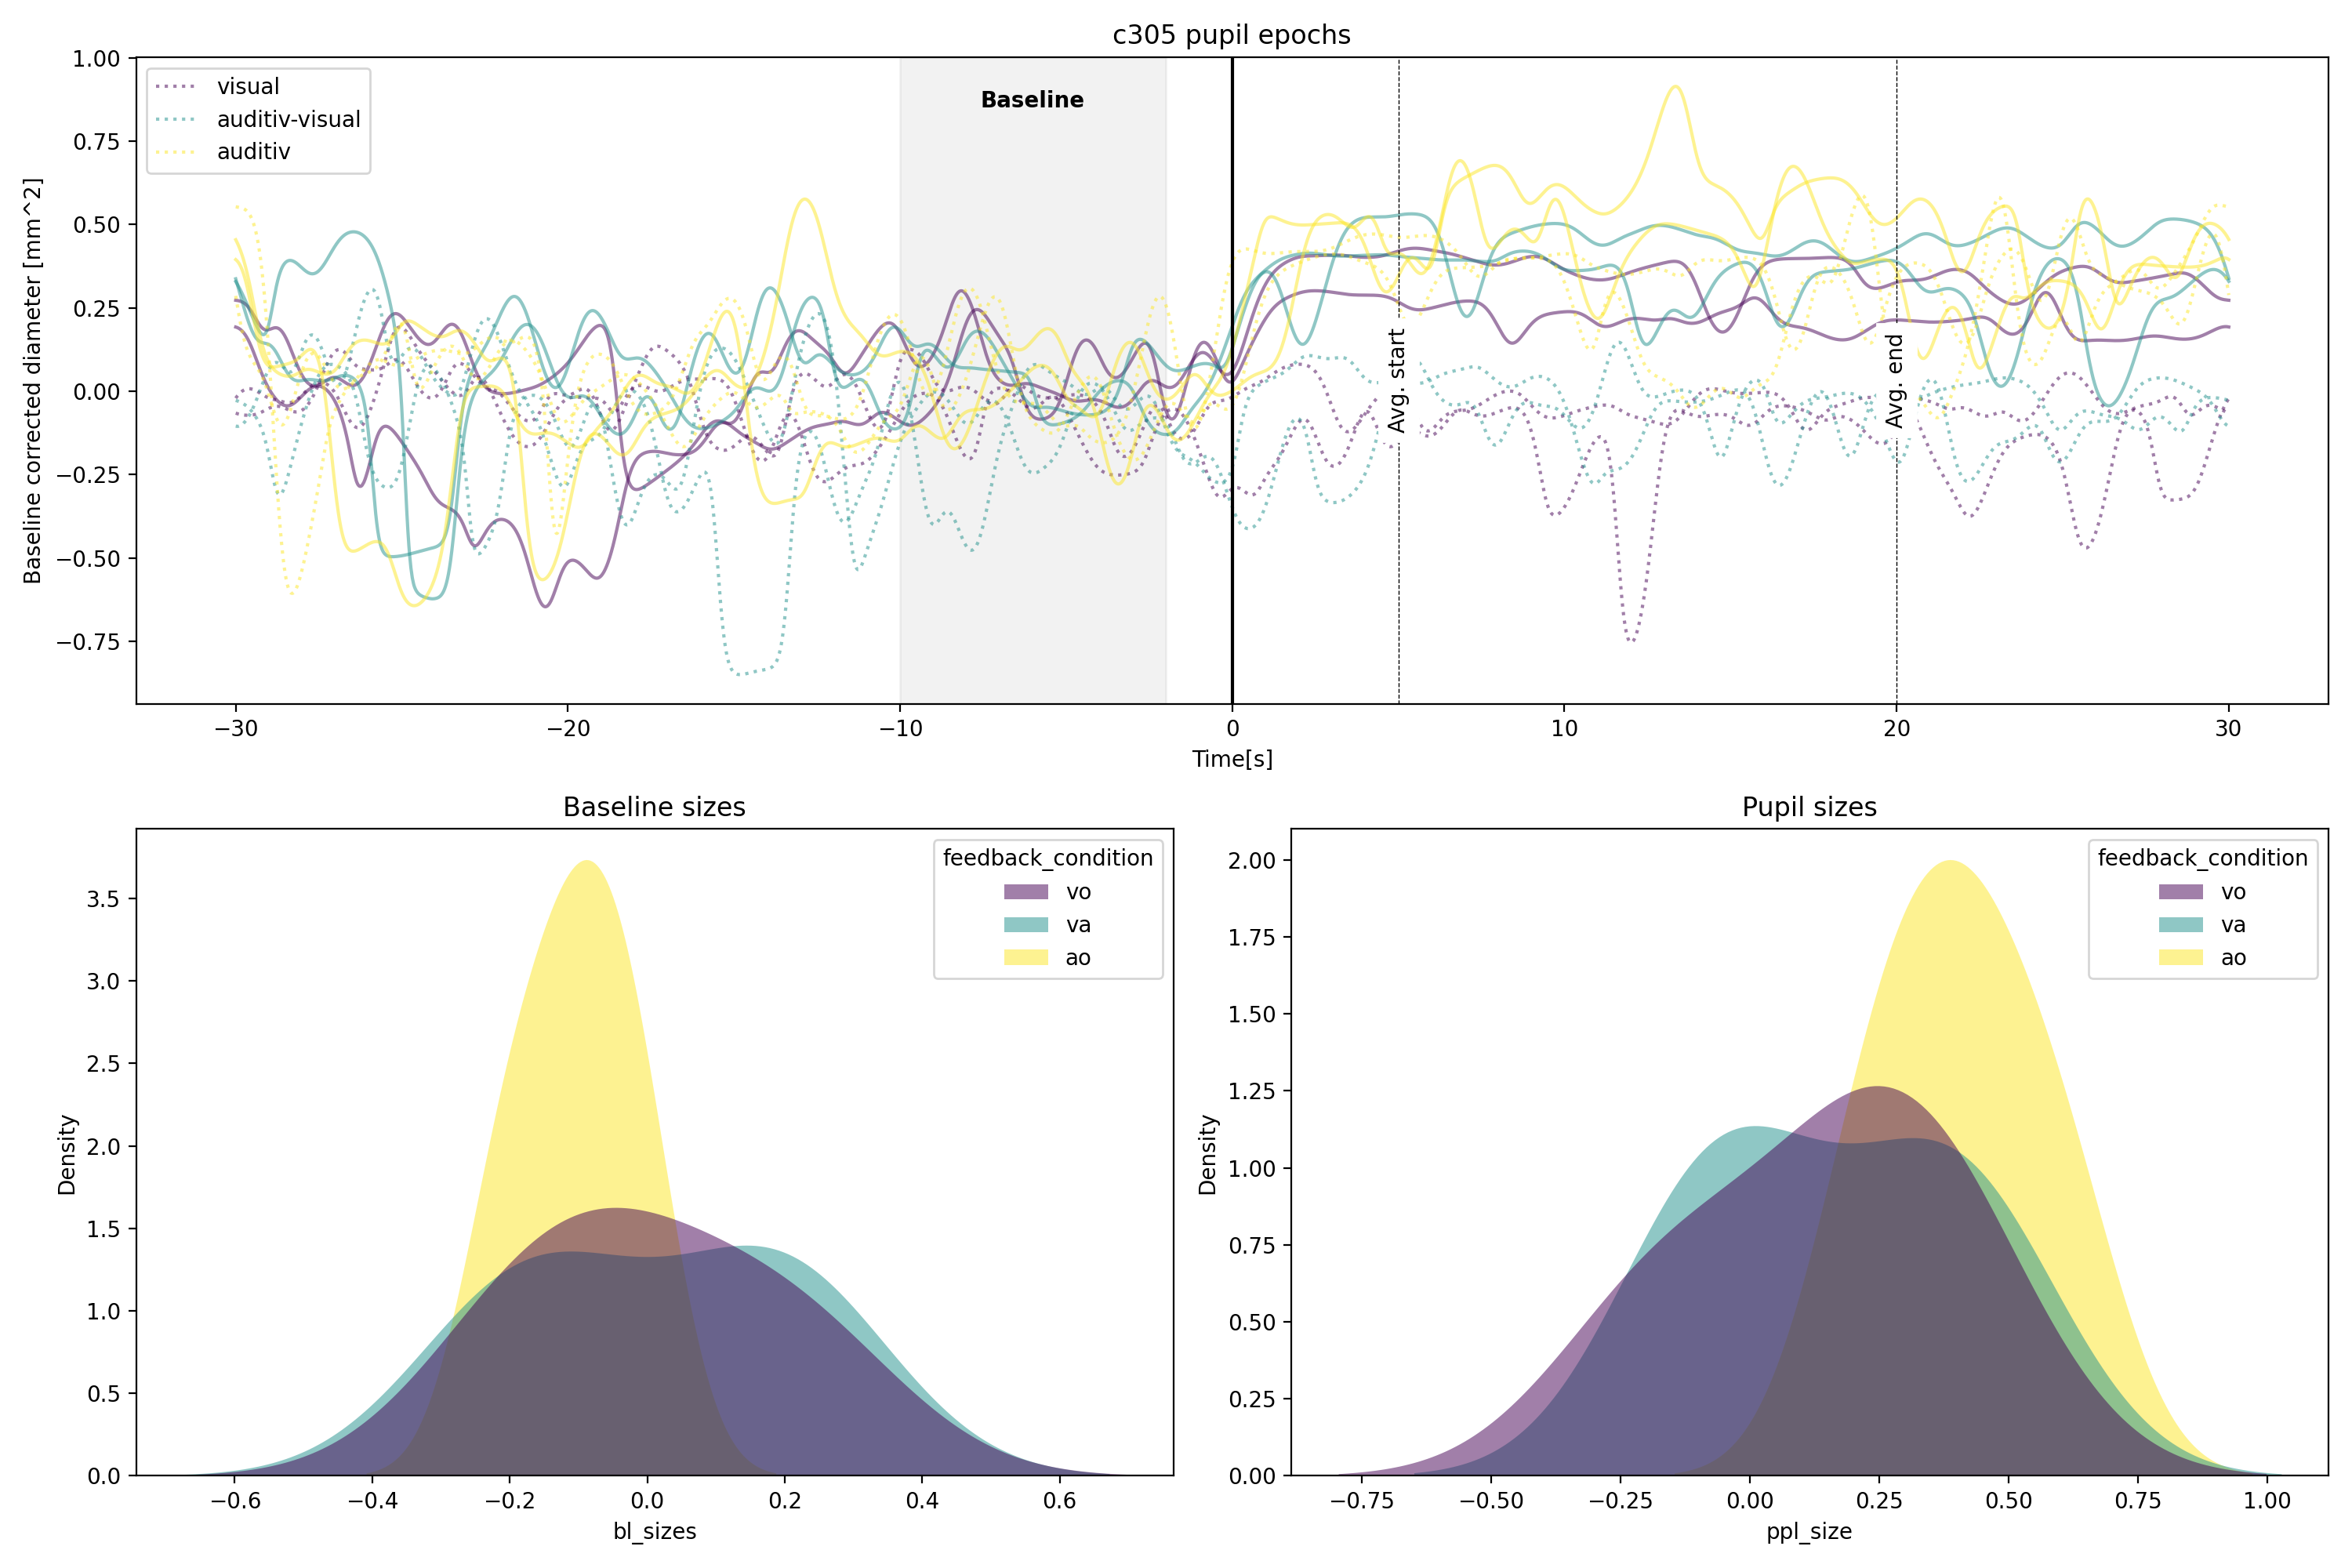 c305 pupil epochs
1.00
0.75
0.50
0.25
0.00
−0.25
−0.50
−0.75
Baseline corrected diameter [mm^2]
visual
auditiv-visual
auditiv
Baseline
Avg. start
Avg. end
−30
−20
−10
0
10
20
30
Time[s]
Baseline sizes
3.5
3.0
2.5
2.0
1.5
1.0
0.5
0.0
Density
feedback_condition
vo
va
ao
−0.6
−0.4
−0.2
0.0
0.2
0.4
0.6
bl_sizes
Pupil sizes
2.00
1.75
1.50
1.25
1.00
0.75
0.50
0.25
0.00
Density
feedback_condition
vo
va
ao
−0.75
−0.50
−0.25
0.00
0.25
0.50
0.75
1.00
ppl_size